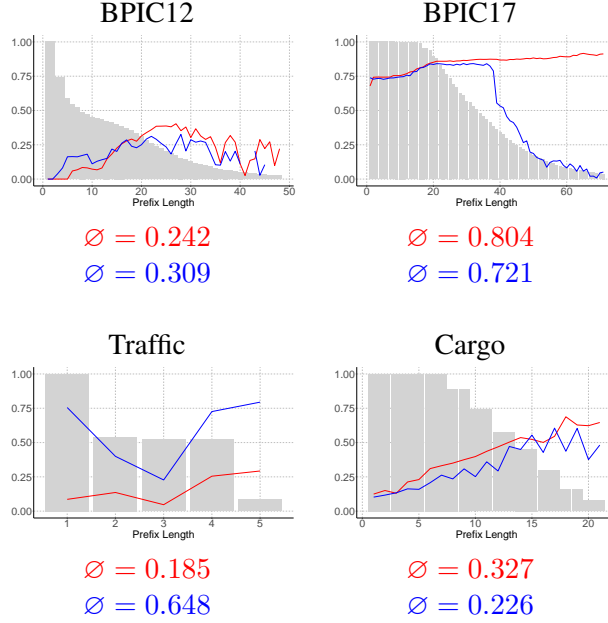 BPIC12
1.00
0.75
0.50
0.25
0.00
0 10 20 30 40 50
Prefix Length
∅ = 0.242
∅ = 0.309
BPIC17
1.00
0.75
0.50
0.25
0.00
0 20 40 60
Prefix Length
∅ = 0.804
∅ = 0.721
Traffic
1.00
0.75
0.50
0.25
0.00
1 2 3 4 5
Prefix Length
∅ = 0.185
∅ = 0.648
Cargo
1.00
0.75
0.50
0.25
0.00
0 5 10 15 20
Prefix Length
∅ = 0.327
∅ = 0.226